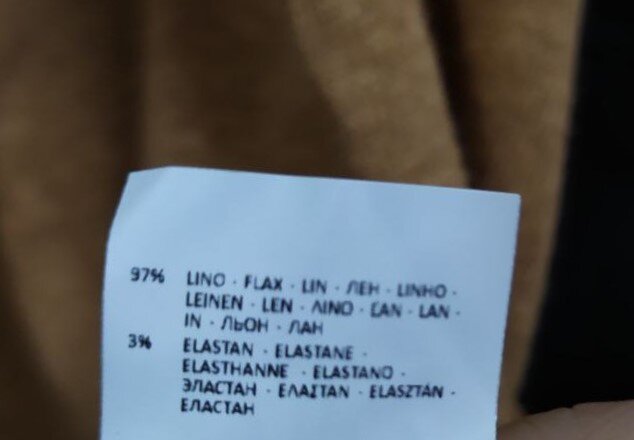 97% LINO · FLAX · LIN · ЛЕН · LINHO ·
LEINEN · LEN · ΛΙΝΟ · ĽAN · LAN ·
IN · ЛЬОН · ЛАН
3% ELASTAN · ELASTANE ·
ELASTHANNE · ELASTANO ·
ЭЛАСТАН · ΕΛΑΣΤΑΝ · ELASZTÁN ·
ЕЛАСТАН